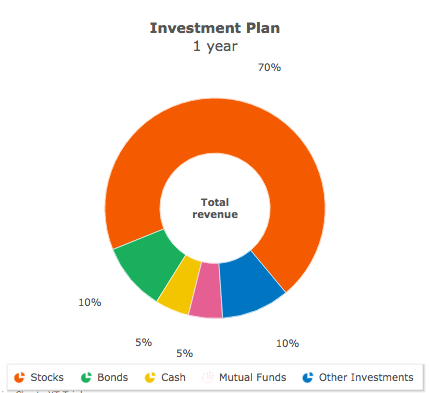 Investment Plan
1 year
70%
Total
revenue
10%
5%
5%
10%
Stocks Bonds Cash Mutual Funds Other Investments